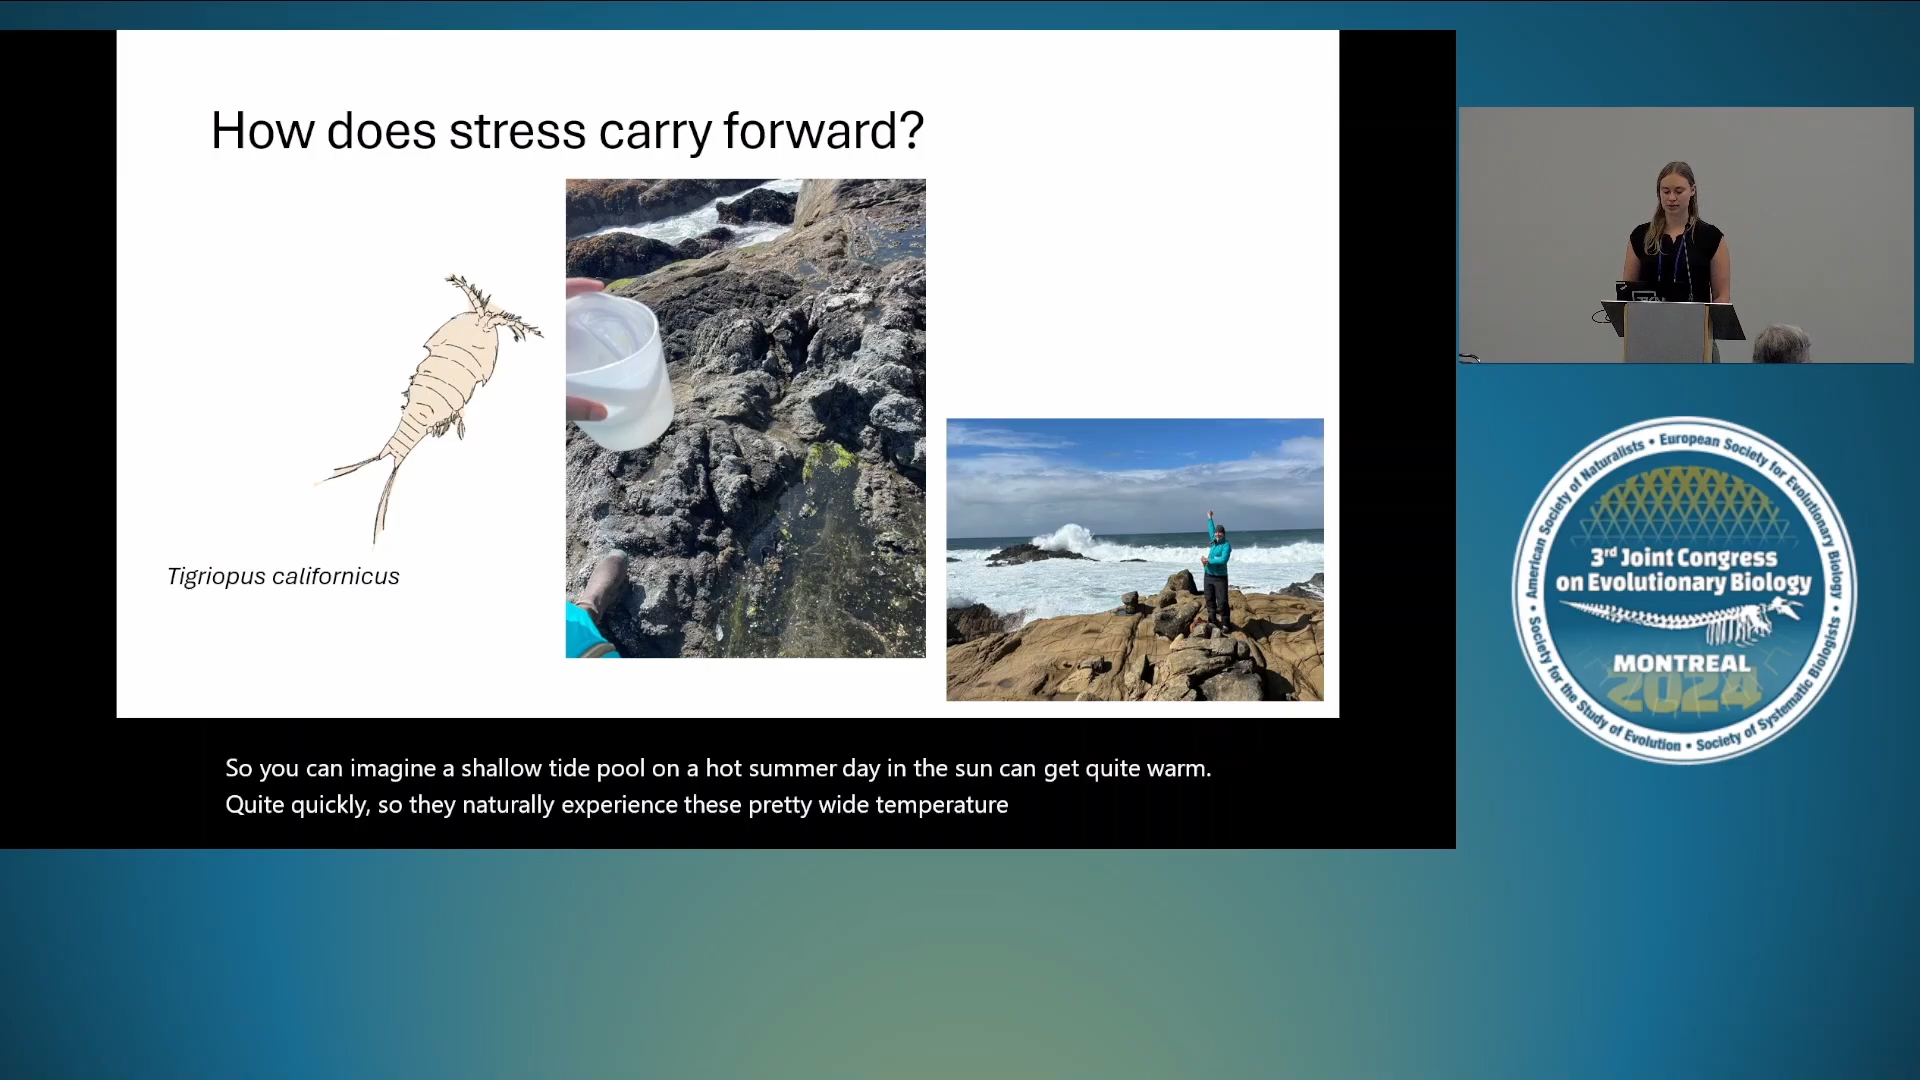 How does stress carry forward?
Tigriopus californicus
So you can imagine a shallow tide pool on a hot summer day in the sun can get quite warm.
Quite quickly, so they naturally experience these pretty wide temperature
American Society of Naturalists • European Society for Evolutionary Biology •
Society for the Study of Evolution • Society of Systematic Biologists •
3rd Joint Congress
on Evolutionary Biology
MONTREAL
2024